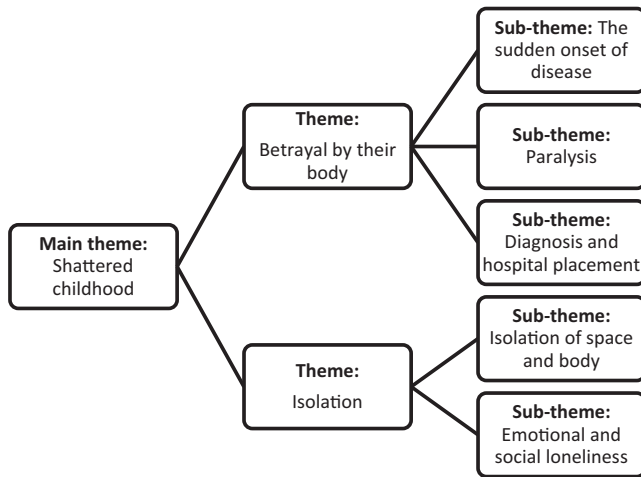 Main theme:
Shattered
childhood
Theme:
Betrayal by their
body
Sub-theme: The
sudden onset of
disease
Sub-theme:
Paralysis
Sub-theme:
Diagnosis and
hospital placement
Theme:
Isolation
Sub-theme:
Isolation of space
and body
Sub-theme:
Emotional and
social loneliness